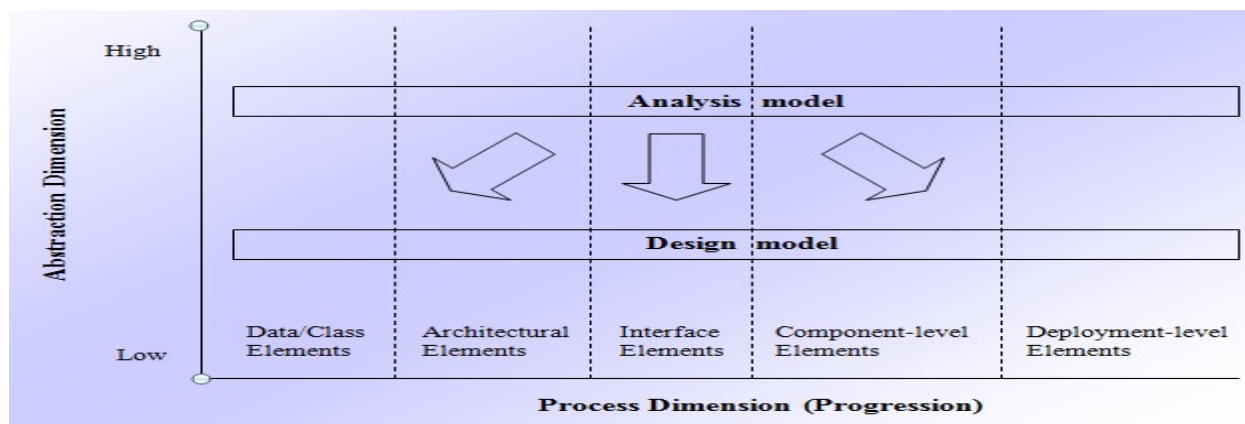 High
Abstraction Dimension
Analysis model
Design model
Data/Class
Elements
Architectural
Elements
Interface
Elements
Component-level
Elements
Deployment-level
Elements
Low
Process Dimension (Progression)